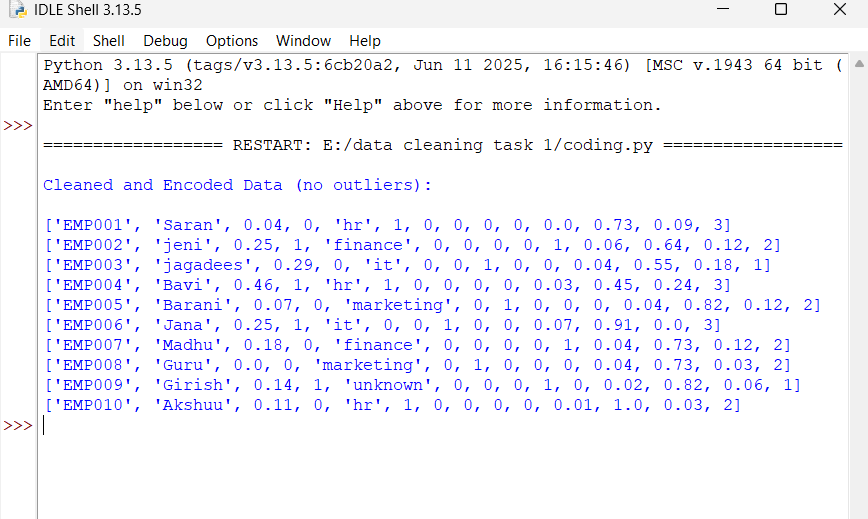 IDLE Shell 3.13.5
File Edit Shell Debug Options Window Help
Python 3.13.5 (tags/v3.13.5:6cb20a2, Jun 11 2025, 16:15:46) [MSC v.1943 64 bit (
AMD64)] on win32
Enter "help" below or click "Help" above for more information.
>>>
================== RESTART: E:/data cleaning task 1/coding.py ==================
Cleaned and Encoded Data (no outliers):
['EMP001', 'Saran', 0.04, 0, 'hr', 1, 0, 0, 0, 0, 0.0, 0.73, 0.09, 3]
['EMP002', 'jeni', 0.25, 1, 'finance', 0, 0, 0, 0, 1, 0.06, 0.64, 0.12, 2]
['EMP003', 'jagadees', 0.29, 0, 'it', 0, 0, 1, 0, 0, 0.04, 0.55, 0.18, 1]
['EMP004', 'Bavi', 0.46, 1, 'hr', 1, 0, 0, 0, 0, 0.03, 0.45, 0.24, 3]
['EMP005', 'Barani', 0.07, 0, 'marketing', 0, 1, 0, 0, 0, 0.04, 0.82, 0.12, 2]
['EMP006', 'Jana', 0.25, 1, 'it', 0, 0, 1, 0, 0, 0.07, 0.91, 0.0, 3]
['EMP007', 'Madhu', 0.18, 0, 'finance', 0, 0, 0, 0, 1, 0.04, 0.73, 0.12, 2]
['EMP008', 'Guru', 0.0, 0, 'marketing', 0, 1, 0, 0, 0, 0.04, 0.73, 0.03, 2]
['EMP009', 'Girish', 0.14, 1, 'unknown', 0, 0, 0, 1, 0, 0.02, 0.82, 0.06, 1]
['EMP010', 'Akshuu', 0.11, 0, 'hr', 1, 0, 0, 0, 0, 0.01, 1.0, 0.03, 2]
>>>